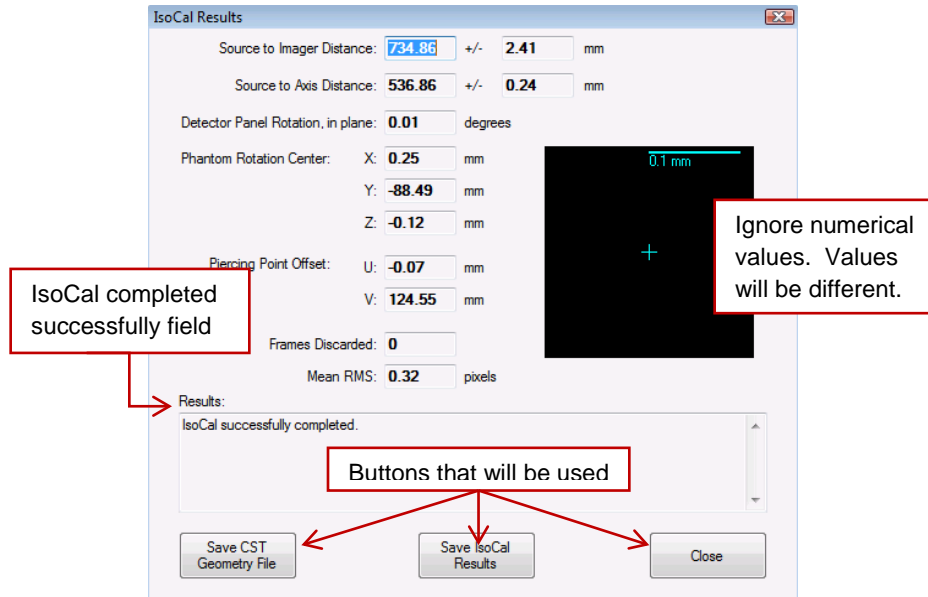 IsoCal Results
Source to Imager Distance: 734.86 +/- 2.41 mm
Source to Axis Distance: 536.86 +/- 0.24 mm
Detector Panel Rotation, in plane: 0.01 degrees
Phantom Rotation Center: X: 0.25 mm
0.1 mm
Y: -88.49 mm
Z: -0.12 mm
Ignore numerical
values. Values
will be different.
Piercing Point Offset: U: -0.07 mm
V: 124.55 mm
IsoCal completed
successfully field
Frames Discarded: 0
Mean RMS: 0.32 pixels
Results:
IsoCal successfully completed.
Buttons that will be used
Save CST
Geometry File
Save IsoCal
Results
Close